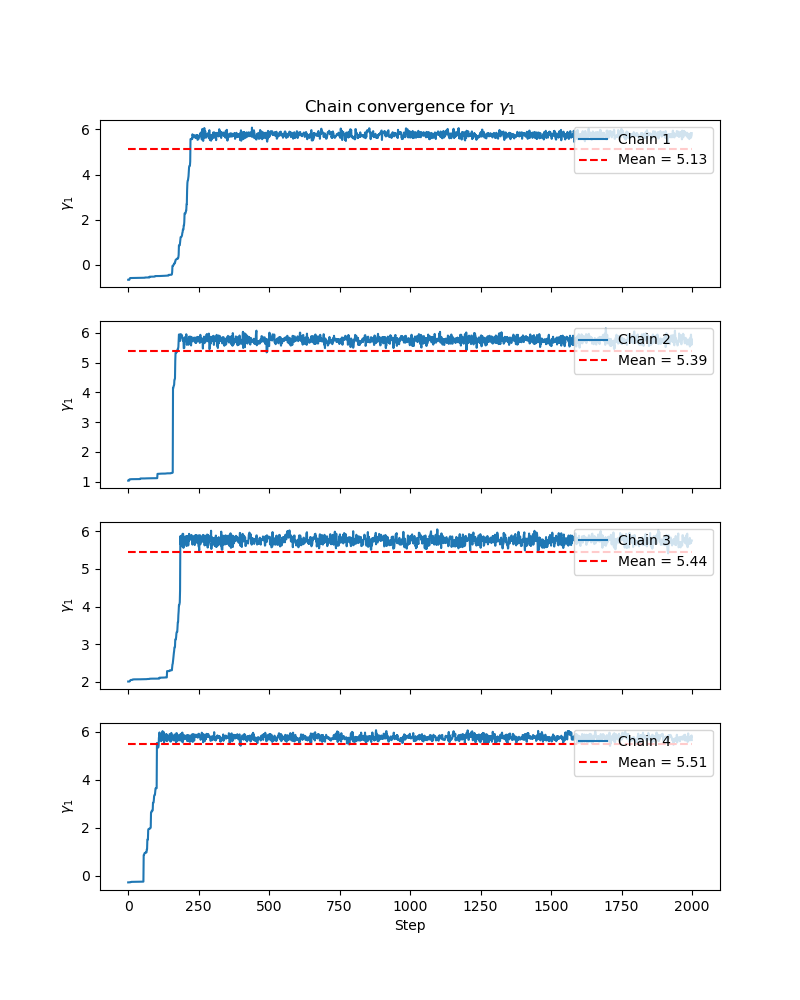 Chain convergence for γ1
6
4
2
0
γ1
Chain 1
Mean = 5.13
6
5
4
3
2
1
γ1
Chain 2
Mean = 5.39
6
5
4
3
2
γ1
Chain 3
Mean = 5.44
6
4
2
0
γ1
Chain 4
Mean = 5.51
0 250 500 750 1000 1250 1500 1750 2000
Step